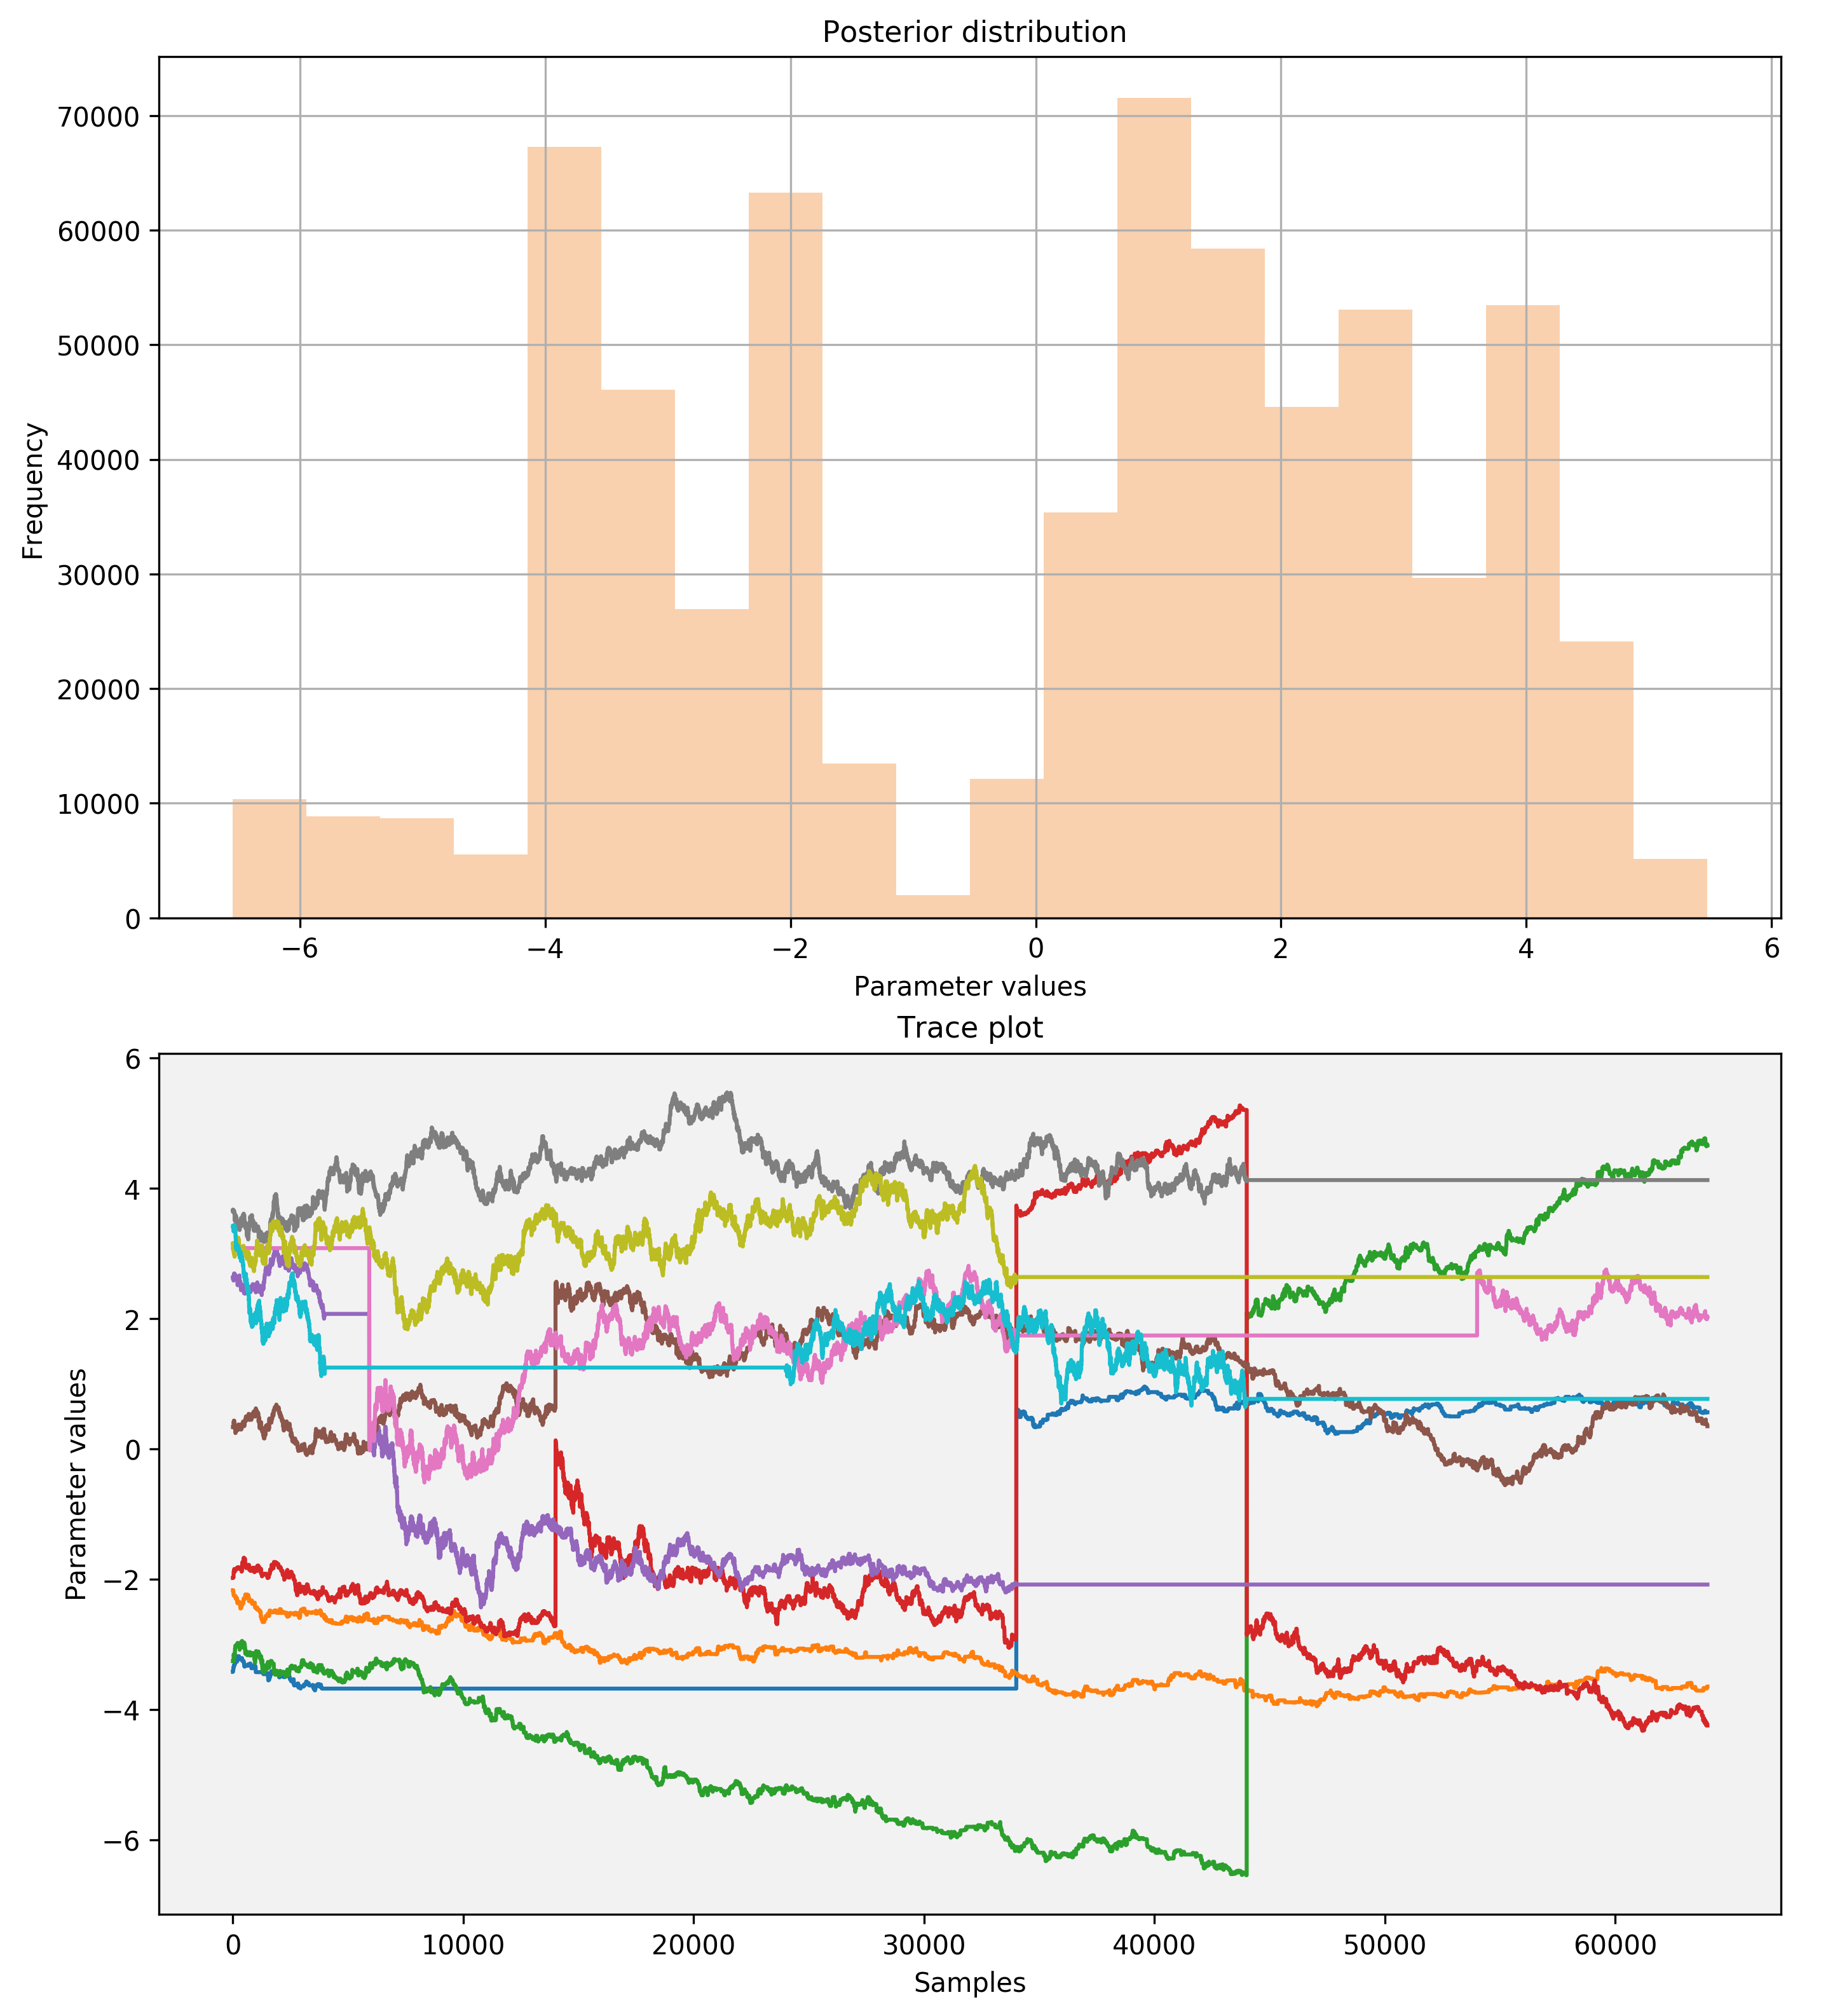 Posterior distribution
70000
60000
50000
40000
30000
20000
10000
0
Frequency
−6 −4 −2 0 2 4 6
Parameter values
Trace plot
6
4
2
0
−2
−4
−6
Parameter values
0 10000 20000 30000 40000 50000 60000
Samples